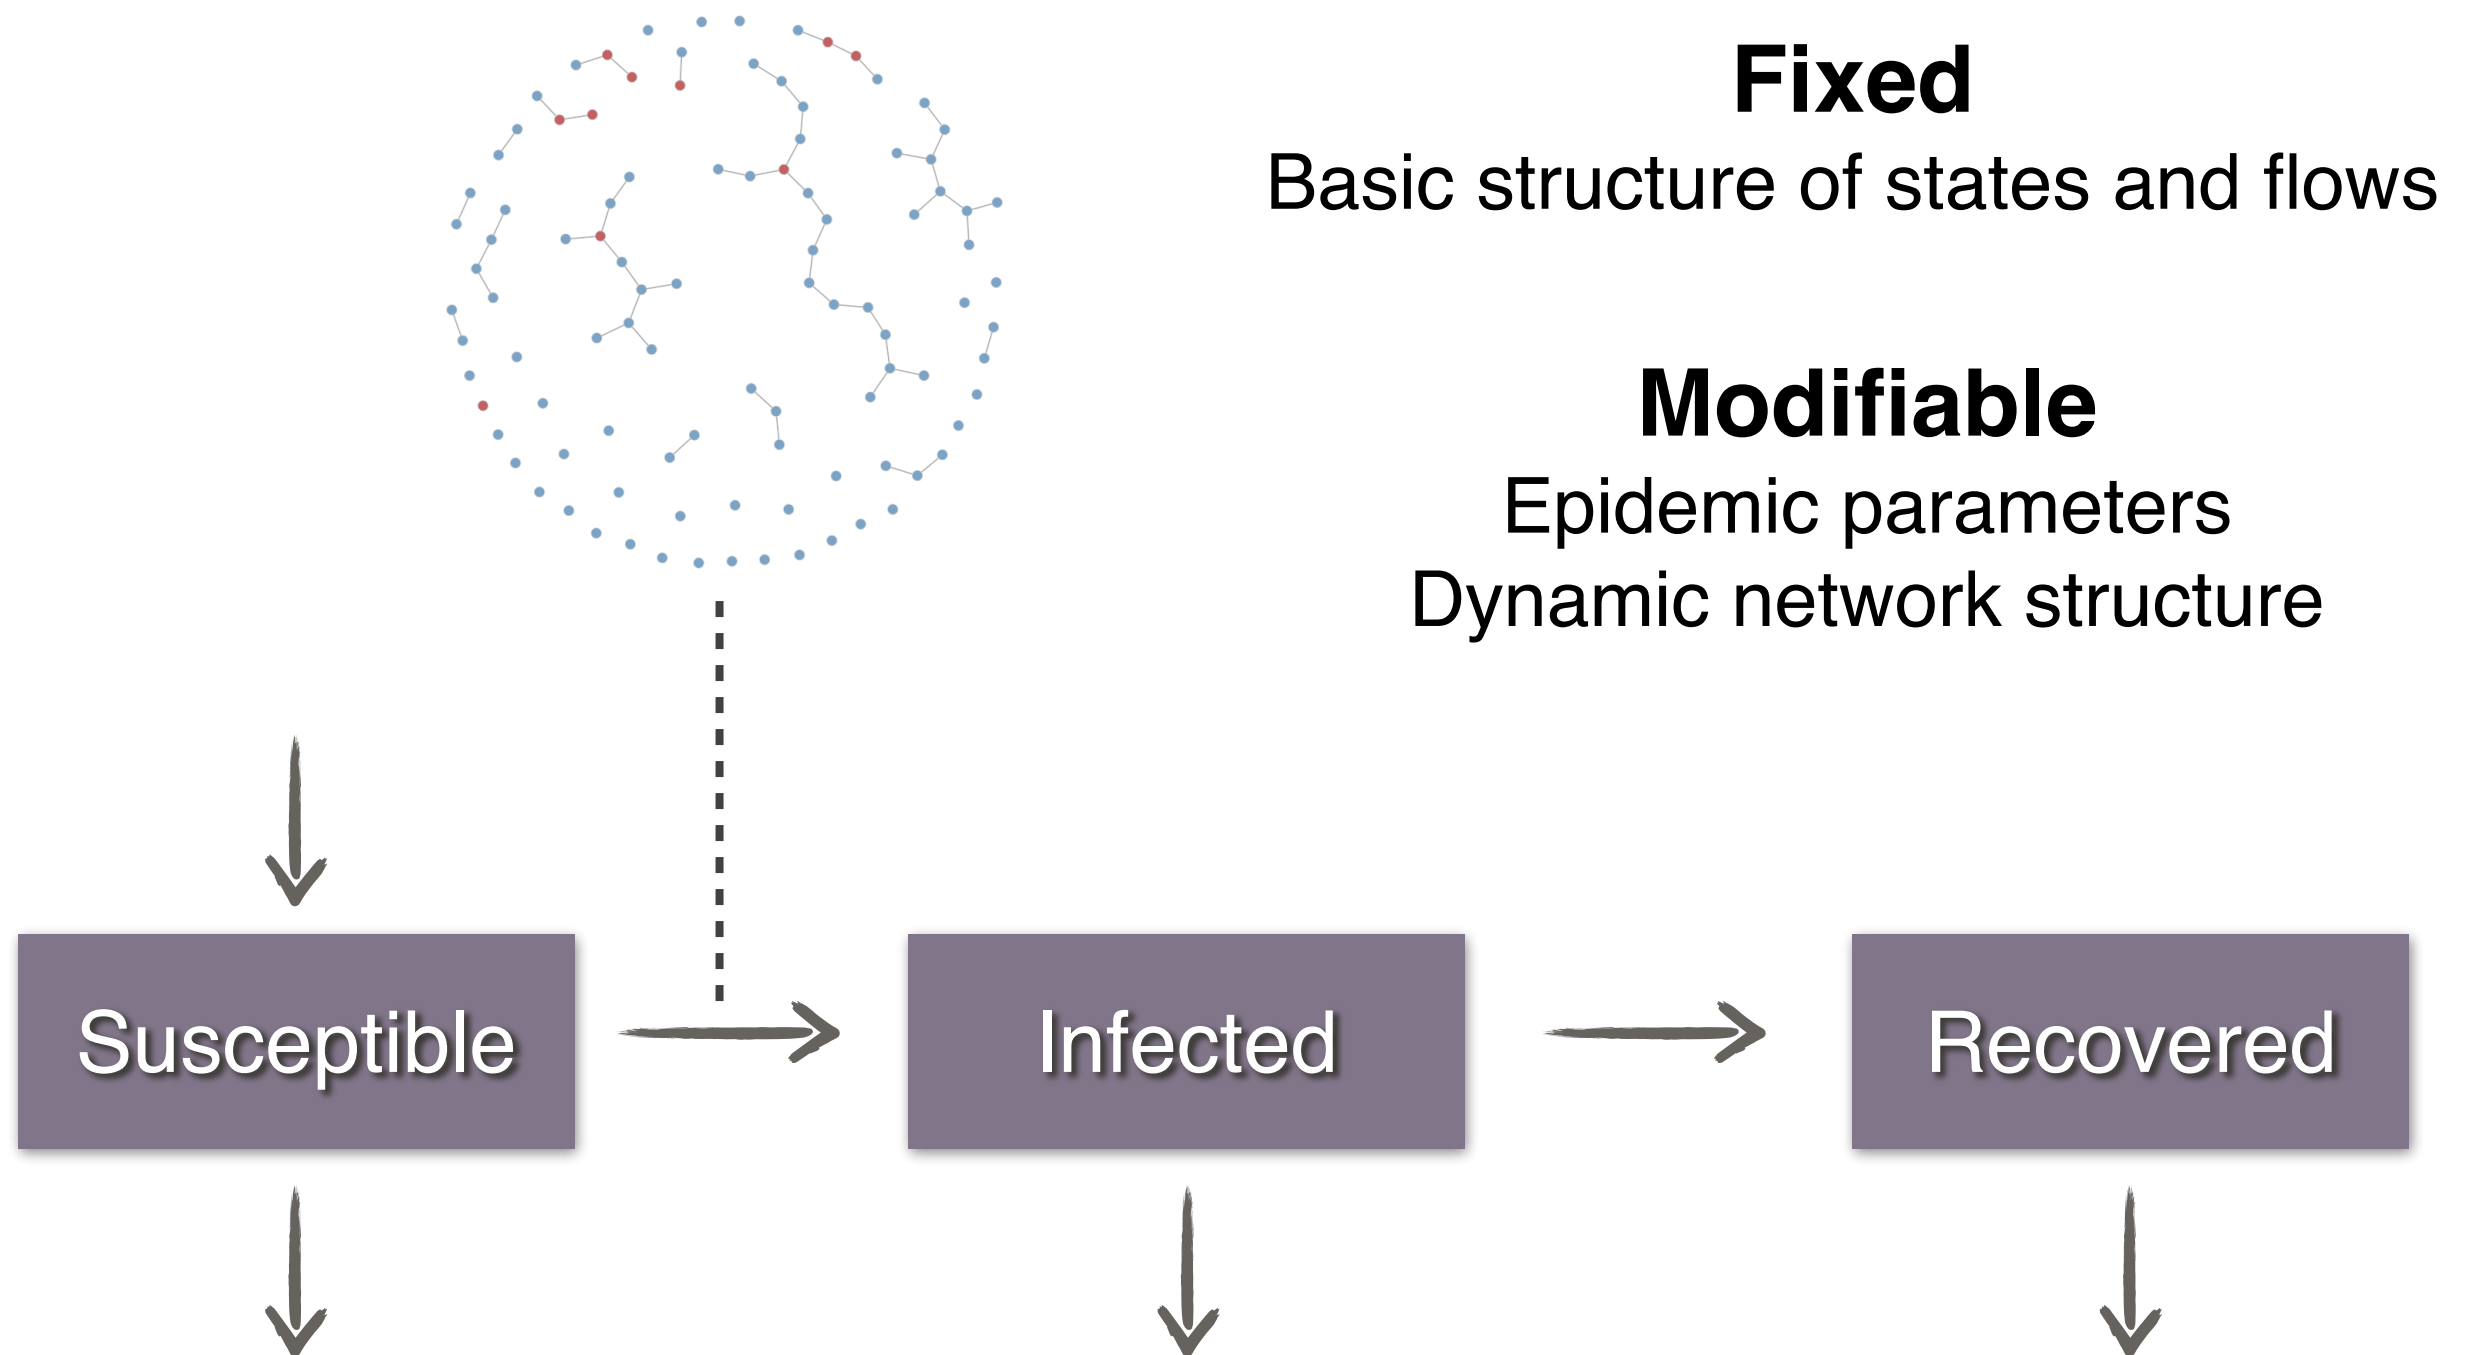 Fixed
Basic structure of states and flows
Modifiable
Epidemic parameters
Dynamic network structure
Susceptible
Infected
Recovered